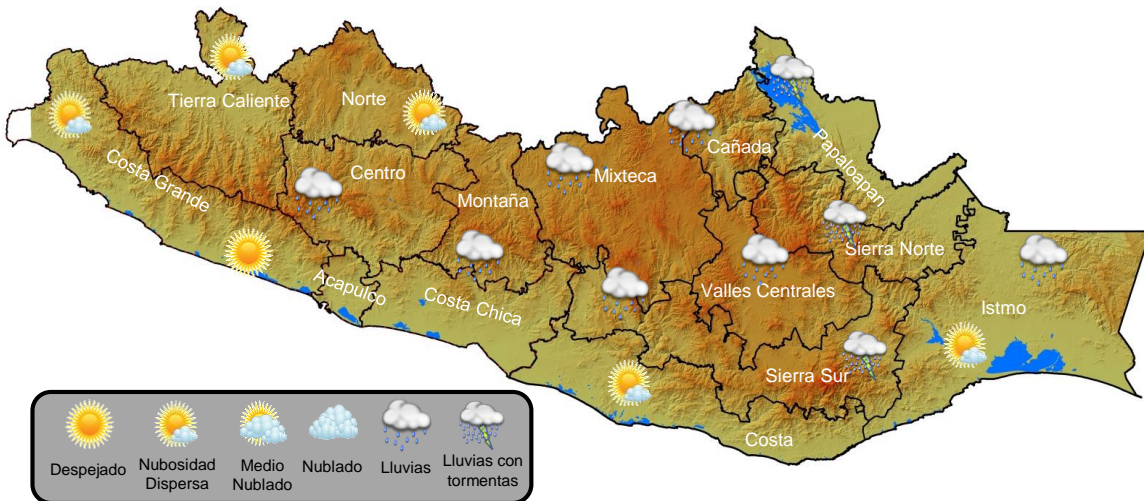 Tierra Caliente
Norte
Costa Grande
Centro
Montaña
Acapulco
Costa Chica
Mixteca
Cañada
Papaloapan
Sierra Norte
Valles Centrales
Istmo
Sierra Sur
Costa
Despejado
Nubosidad
Dispersa
Medio
Nublado
Nublado
Lluvias
Lluvias con
tormentas